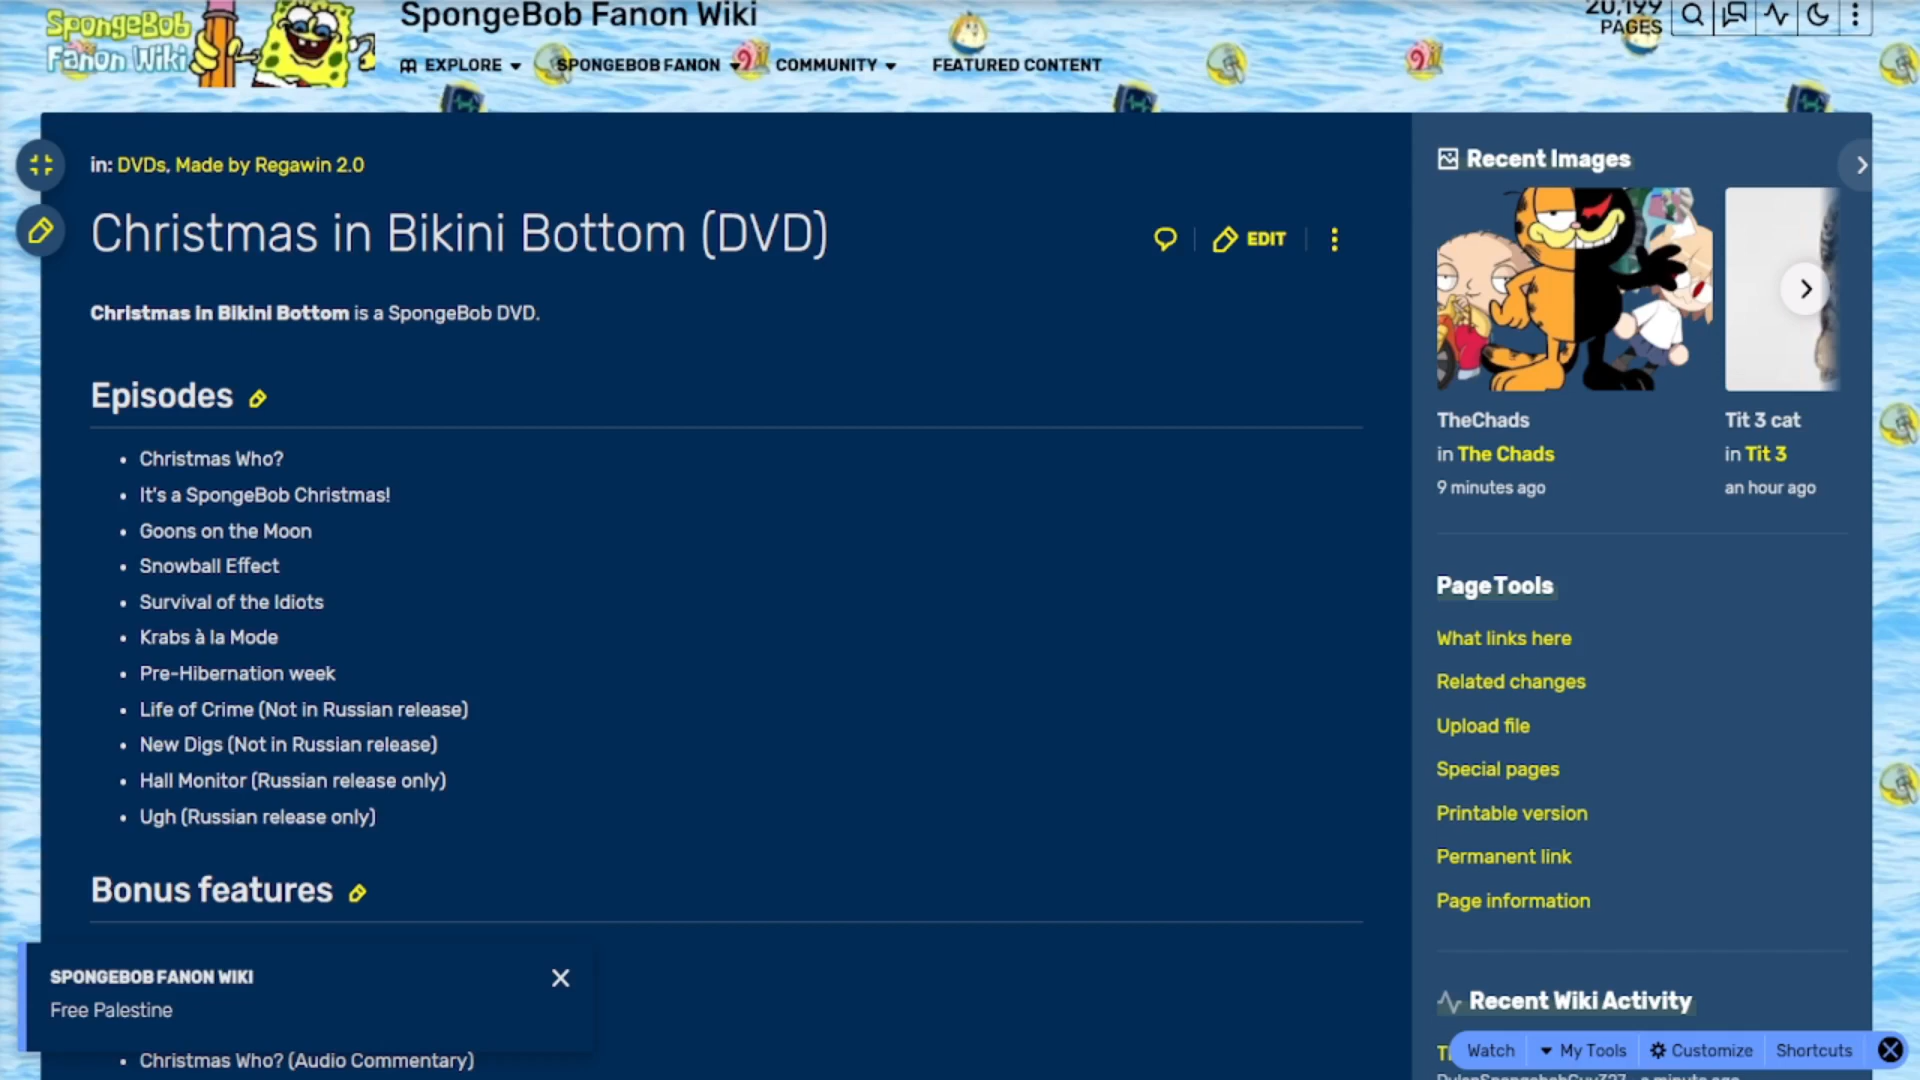 SpongeBob
Fanon Wiki
SpongeBob Fanon Wiki
20,199
PAGES
EXPLORE
SPONGEBOB FANON
COMMUNITY
FEATURED CONTENT
in: DVDs, Made by Regawin 2.0
Christmas in Bikini Bottom (DVD)
EDIT
Christmas in Bikini Bottom is a SpongeBob DVD.
Episodes
Christmas Who?
It's a SpongeBob Christmas!
Goons on the Moon
Snowball Effect
Survival of the Idiots
Krabs à la Mode
Pre-Hibernation week
Life of Crime (Not in Russian release)
New Digs (Not in Russian release)
Hall Monitor (Russian release only)
Ugh (Russian release only)
Bonus features
SPONGEBOB FANON WIKI
Free Palestine
Christmas Who? (Audio Commentary)
Recent Images
TheChads
in The Chads
9 minutes ago
Tit 3 cat
in Tit 3
an hour ago
Page Tools
What links here
Related changes
Upload file
Special pages
Printable version
Permanent link
Page information
Recent Wiki Activity
Watch
My Tools
Customize
Shortcuts